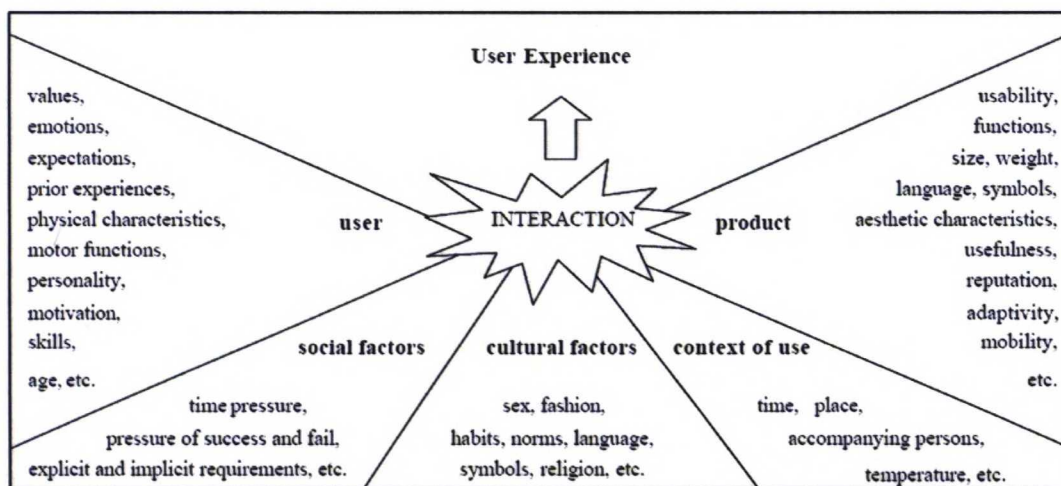 User Experience
values,
emotions,
expectations,
prior experiences,
physical characteristics,
motor functions,
personality,
motivation,
skills,
age, etc.
user
INTERACTION
product
usability,
functions,
size, weight,
language, symbols,
aesthetic characteristics,
usefulness,
reputation,
adaptivity,
mobility,
etc.
social factors
time pressure,
pressure of success and fail,
explicit and implicit requirements, etc.
cultural factors
sex, fashion,
habits, norms, language,
symbols, religion, etc.
context of use
time, place,
accompanying persons,
temperature, etc.